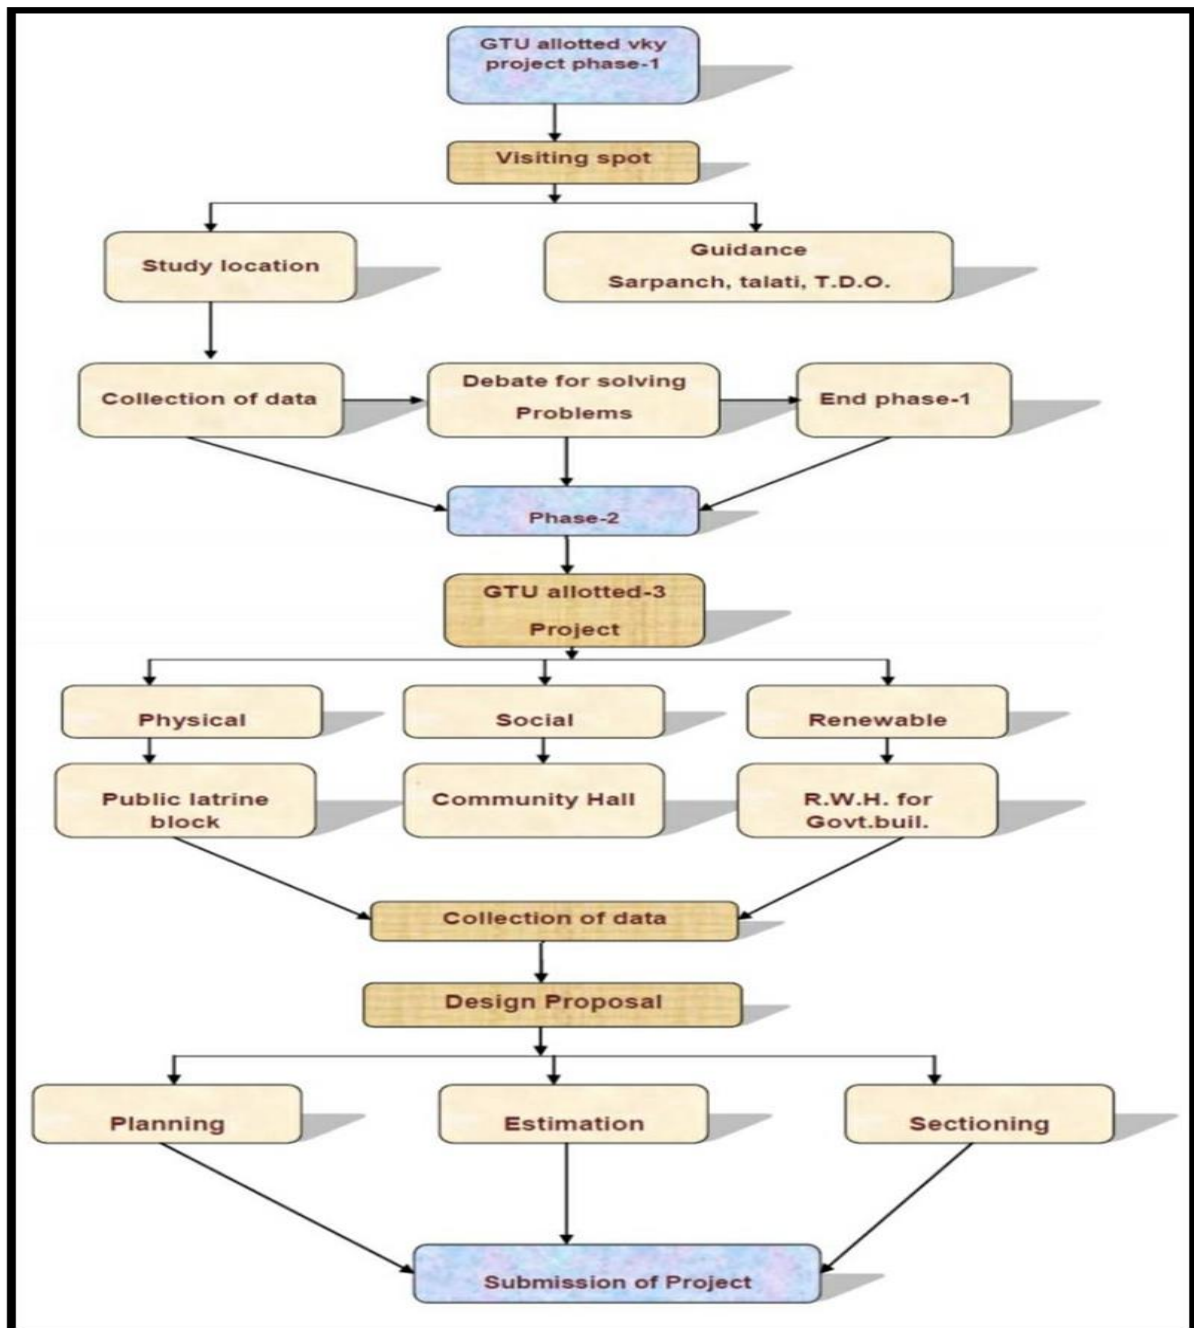 GTU allotted vky
project phase-1
Visiting spot
Study location
Guidance
Sarpanch, talati, T.D.O.
Collection of data
Debate for solving
Problems
End phase-1
Phase-2
GTU allotted-3
Project
Physical
Social
Renewable
Public latrine
block
Community Hall
R.W.H. for
Govt.buil.
Collection of data
Design Proposal
Planning
Estimation
Sectioning
Submission of Project